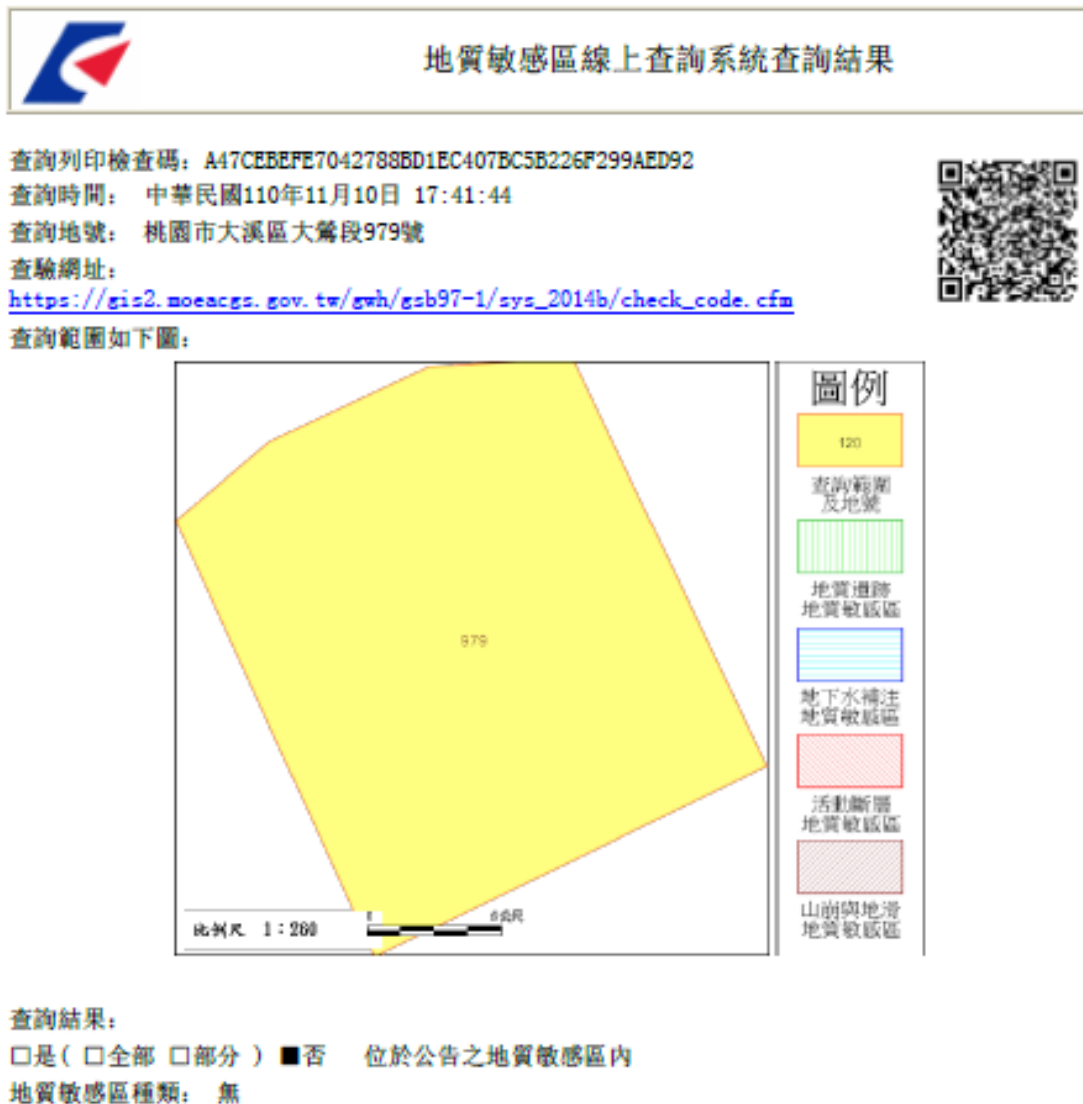 地質敏感區線上查詢系統查詢結果
查詢列印檢查碼：A47CEBEFE7042788BD1EC407BC5B226F299AED92
查詢時間： 中華民國110年11月10日 17:41:44
查詢地號： 桃園市大溪區大鶯段979號
查驗網址：
https://gis2.moeacgs.gov.tw/gwh/gsb97-1/sys_2014b/check_code.cfm
查詢範圍如下圖：
979
比例尺 1：260
0 6公尺
圖例
120
查詢範圍
及地號
地質遺跡
地質敏感區
地下水補注
地質敏感區
活動斷層
地質敏感區
山崩與地滑
地質敏感區
查詢結果：
□是( □全部 □部分 ) ■否 位於公告之地質敏感區內
地質敏感區種類： 無